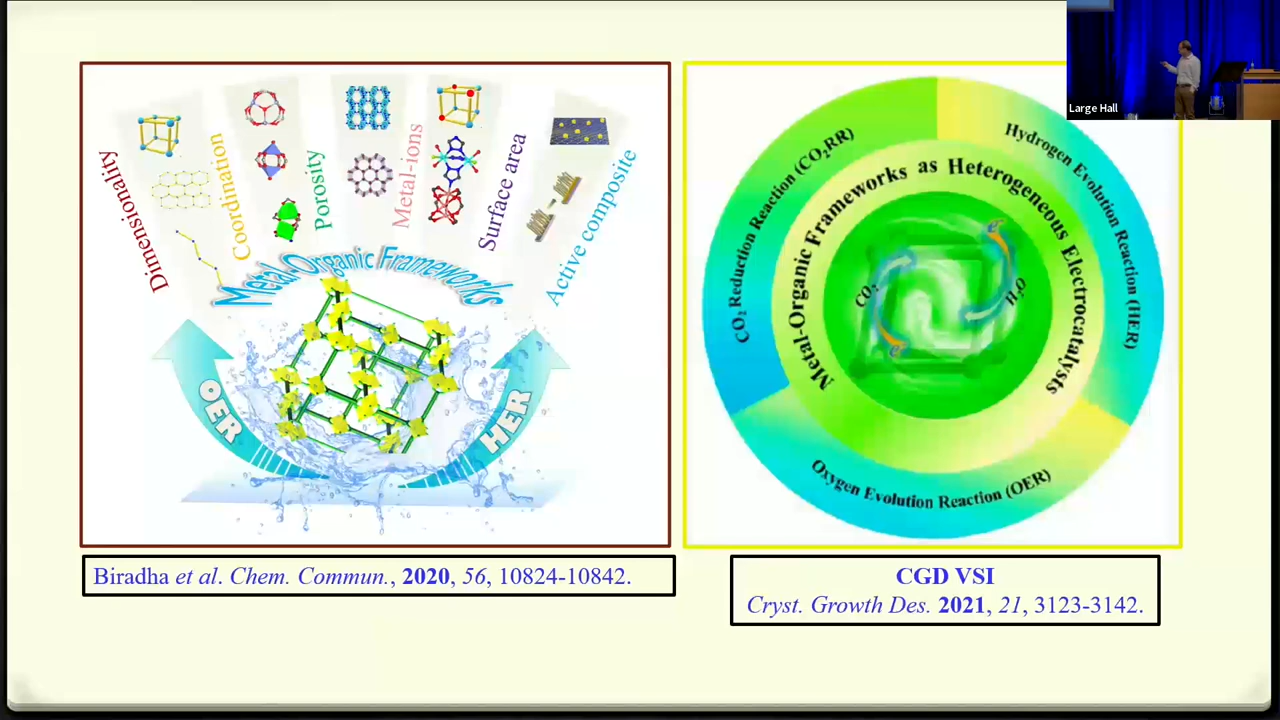 Large Hall
Dimensionality
Coordination
Porosity
Metal-ions
Surface area
Active composite
Metal-Organic Frameworks
OER
HER
Biradha et al. Chem. Commun., 2020, 56, 10824-10842.
CO2 Reduction Reaction (CO2RR)
Hydrogen Evolution Reaction (HER)
Oxygen Evolution Reaction (OER)
Metal-Organic Frameworks as Heterogeneous Electrocatalysts
CO2
e-
H2O
e-
CGD VSI
Cryst. Growth Des. 2021, 21, 3123-3142.